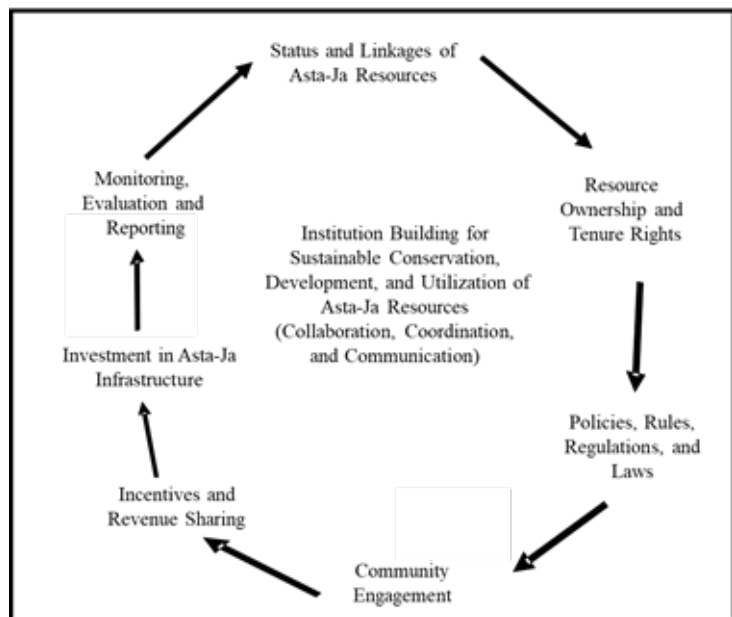 Status and Linkages of
Asta-Ja Resources
Resource
Ownership and
Tenure Rights
Policies, Rules,
Regulations, and
Laws
Community
Engagement
Incentives and
Revenue Sharing
Investment in Asta-Ja
Infrastructure
Monitoring,
Evaluation and
Reporting
Institution Building for
Sustainable Conservation,
Development, and Utilization of
Asta-Ja Resources
(Collaboration, Coordination,
and Communication)